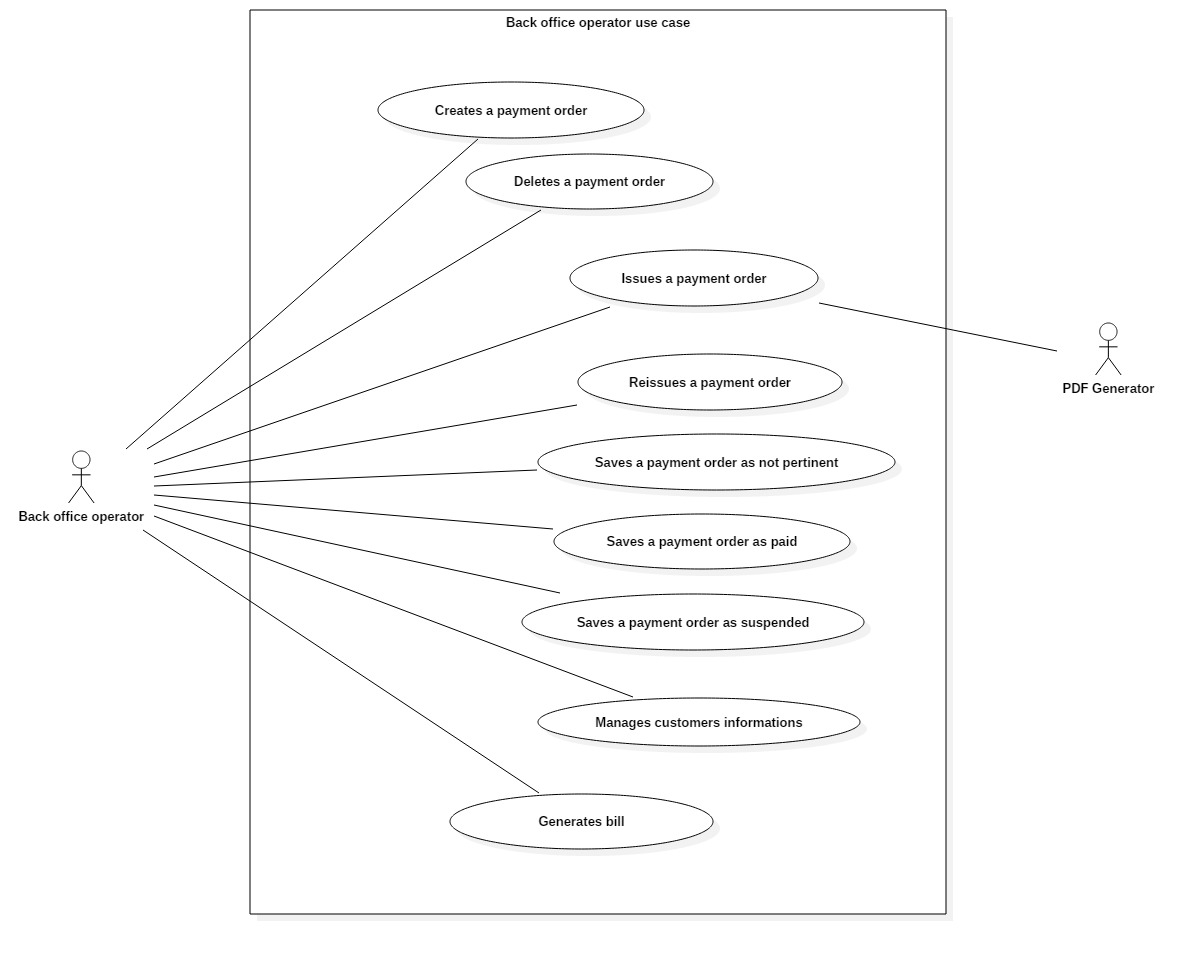 Back office operator use case
Creates a payment order
Deletes a payment order
Issues a payment order
Reissues a payment order
PDF Generator
Saves a payment order as not pertinent
Back office operator
Saves a payment order as paid
Saves a payment order as suspended
Manages customers informations
Generates bill